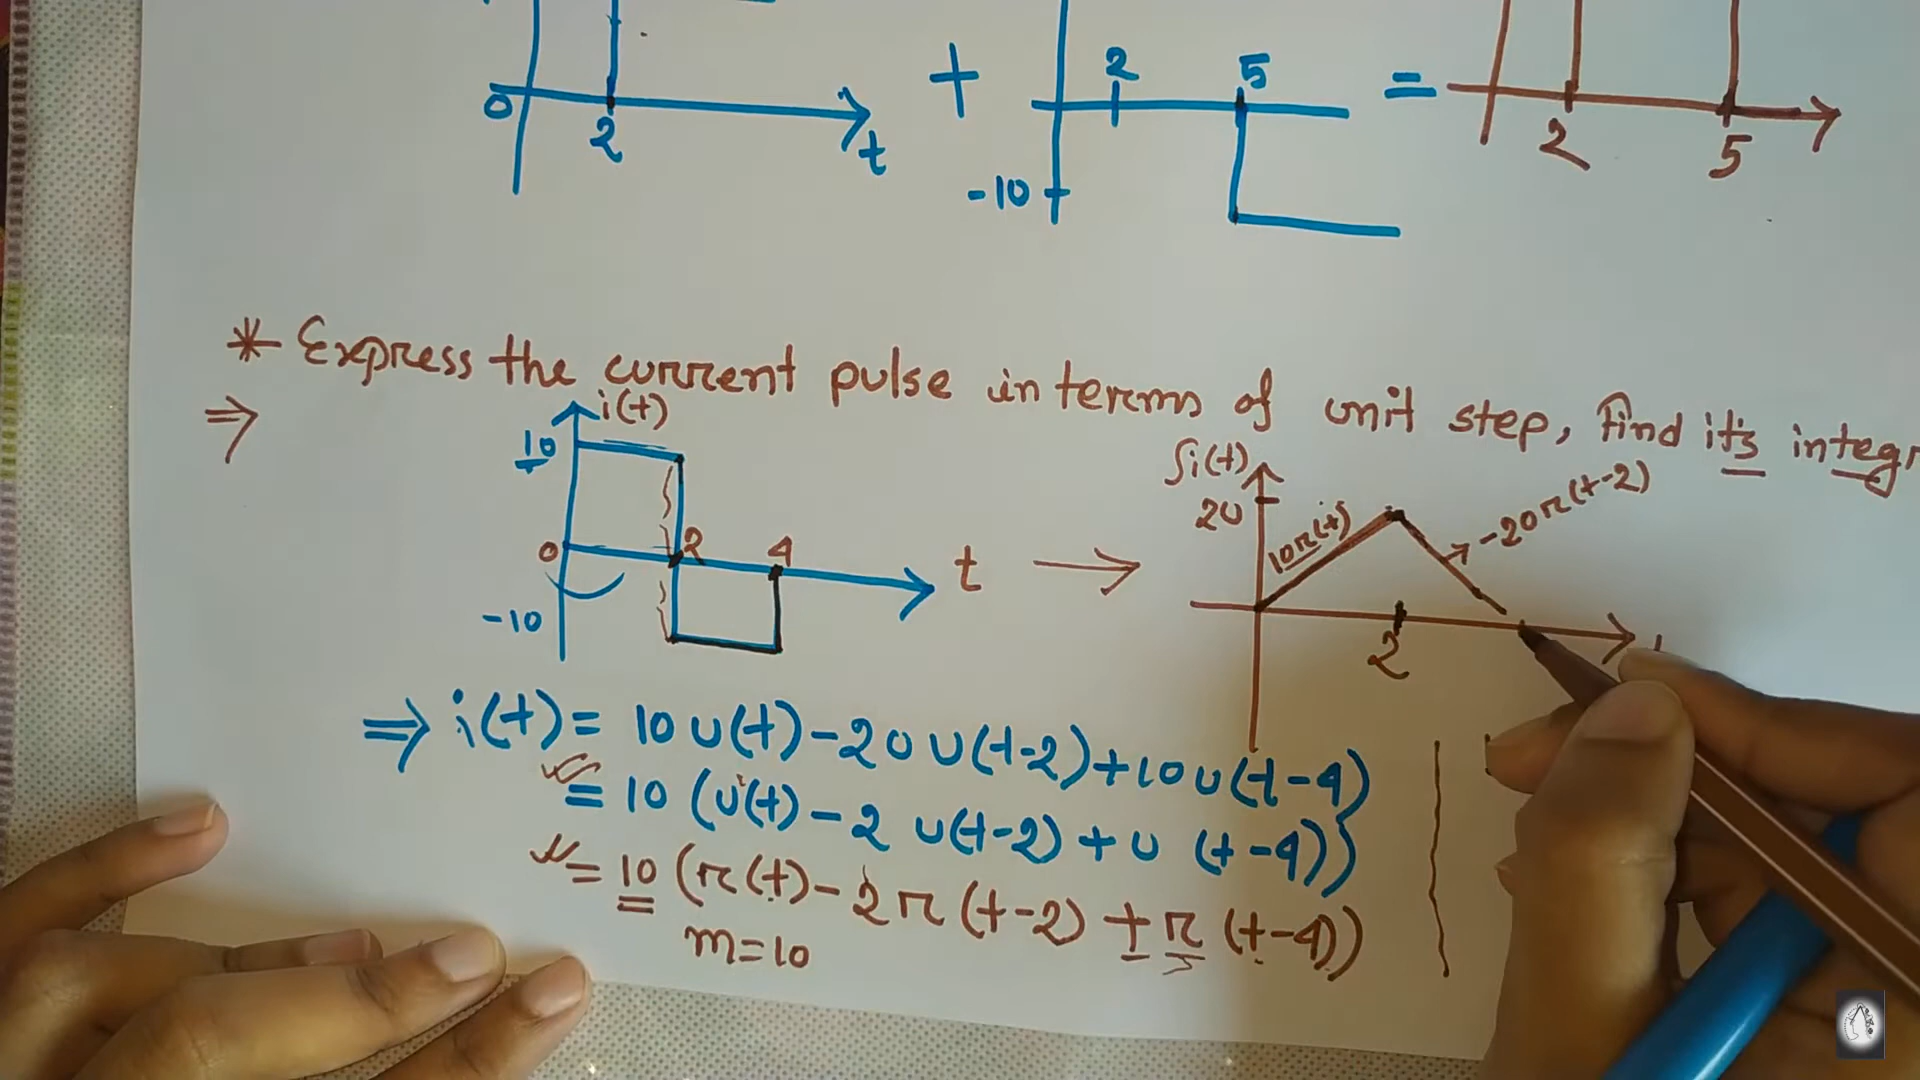 0 2 t + 2 5 -10 = 2 5
* Express the current pulse in terms of unit step, find it's integr
⇒ i(t) 10 0 2 4 -10 t →
∫i(t) 20 10r(t) → -20r(t-2) 2
⇒ i(t) = 10 u(t) - 20 u(t-2) + 10 u(t-4)
= 10 (u(t) - 2 u(t-2) + u (t-4))
= 10 (r(t) - 2r (t-2) + r (t-4))
m=10